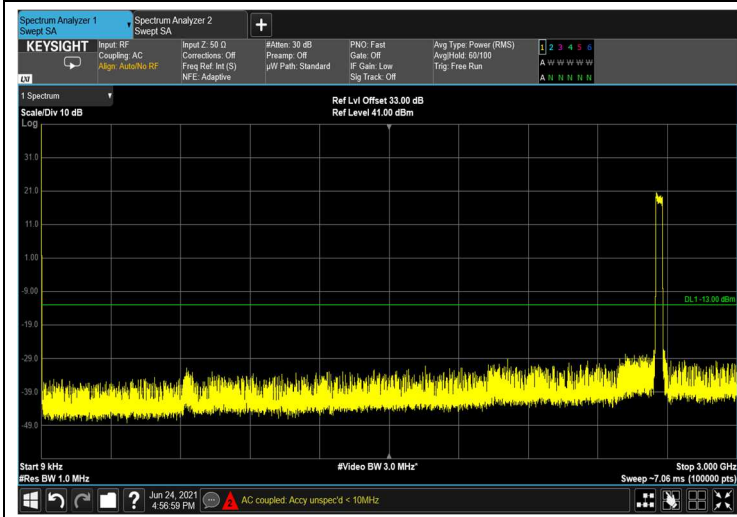 Spectrum Analyzer 1
Swept SA
Spectrum Analyzer 2
Swept SA
+
KEYSIGHT
LXI
Input: RF
Coupling: AC
Align: Auto/No RF
Input Z: 50 Ω
Corrections: Off
Freq Ref: Int (S)
NFE: Adaptive
#Atten: 30 dB
Preamp: Off
µW Path: Standard
PNO: Fast
Gate: Off
IF Gain: Low
Sig Track: Off
Avg Type: Power (RMS)
Avg|Hold: 60/100
Trig: Free Run
1 2 3 4 5 6
A W W W W W
A N N N N N
1 Spectrum
Scale/Div 10 dB
Ref Lvl Offset 33.00 dB
Ref Level 41.00 dBm
Log
31.0
21.0
11.0
1.00
-9.00
DL1 -13.00 dBm
-19.0
-29.0
-39.0
-49.0
Start 9 kHz
#Video BW 3.0 MHz*
Stop 3.000 GHz
#Res BW 1.0 MHz
Sweep ~7.06 ms (100000 pts)
?
Jun 24, 2021
4:56:59 PM
2
AC coupled: Accy unspec'd < 10MHz